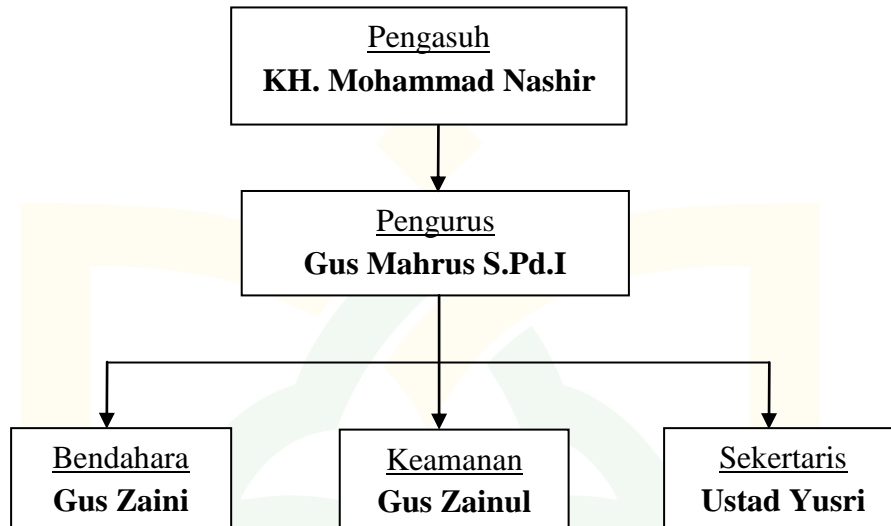 Pengasuh
KH. Mohammad Nashir
Pengurus
Gus Mahrus S.Pd.I
Bendahara
Gus Zaini
Keamanan
Gus Zainul
Sekertaris
Ustad Yusri